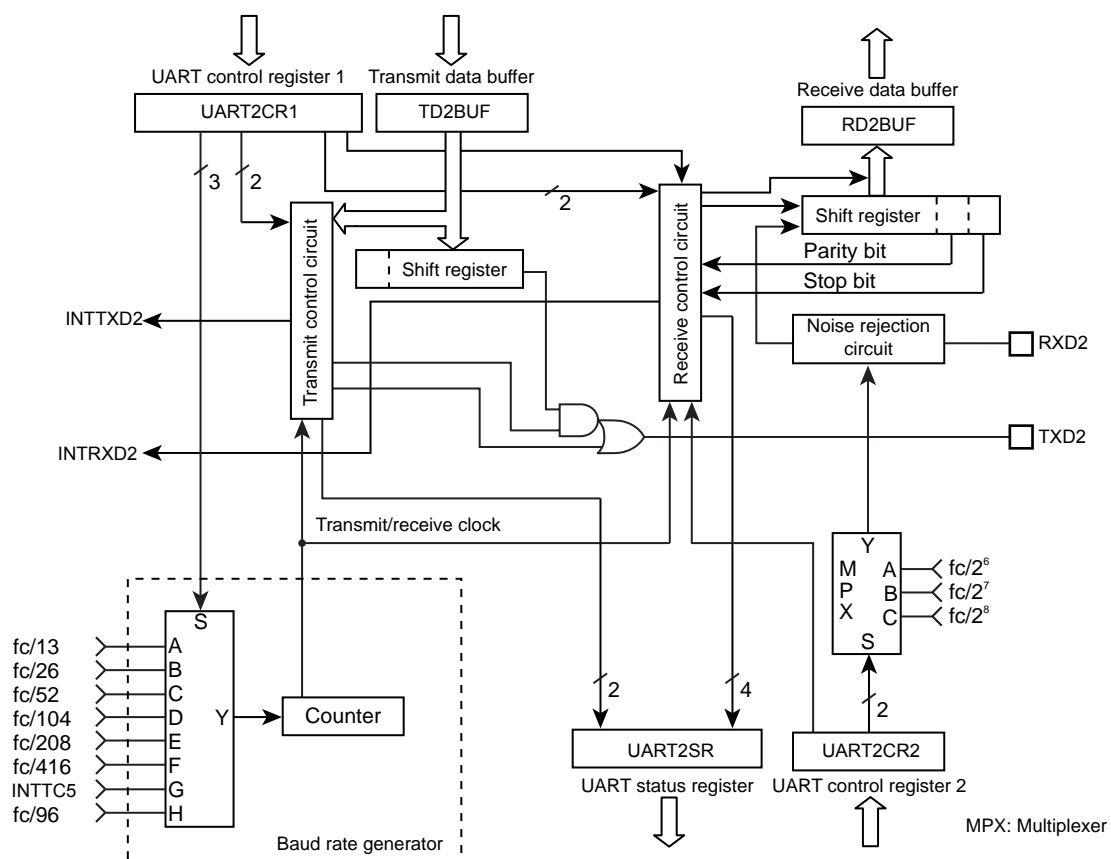 UART control register 1
Transmit data buffer
Receive data buffer
UART2CR1
TD2BUF
RD2BUF
3
2
2
Transmit control circuit
Receive control circuit
Shift register
Shift register
Parity bit
Stop bit
INTTXD2
Noise rejection
circuit
RXD2
INTRXD2
TXD2
Transmit/receive clock
Y
M
P
X
A
B
C
S
fc/2⁶
fc/2⁷
fc/2⁸
S
fc/13
A
fc/26
B
fc/52
C
fc/104
D
Y
Counter
fc/208
E
fc/416
F
INTTC5
G
fc/96
H
2
4
2
UART2SR
UART2CR2
UART status register
UART control register 2
Baud rate generator
MPX: Multiplexer